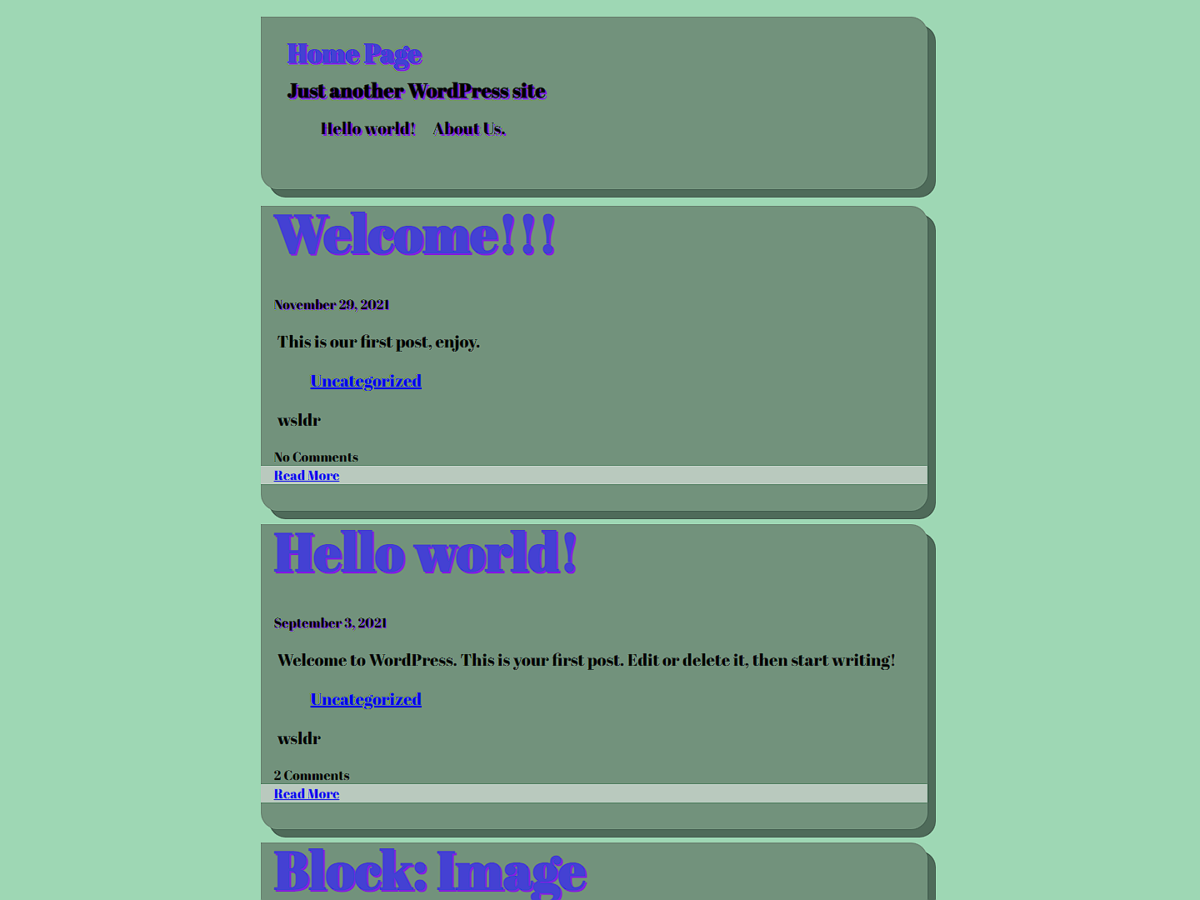 Home Page
Just another WordPress site
Hello world! About Us.
Welcome!!!
November 29, 2021
This is our first post, enjoy.
Uncategorized
wsldr
No Comments
Read More
Hello world!
September 3, 2021
Welcome to WordPress. This is your first post. Edit or delete it, then start writing!
Uncategorized
wsldr
2 Comments
Read More
Block: Image